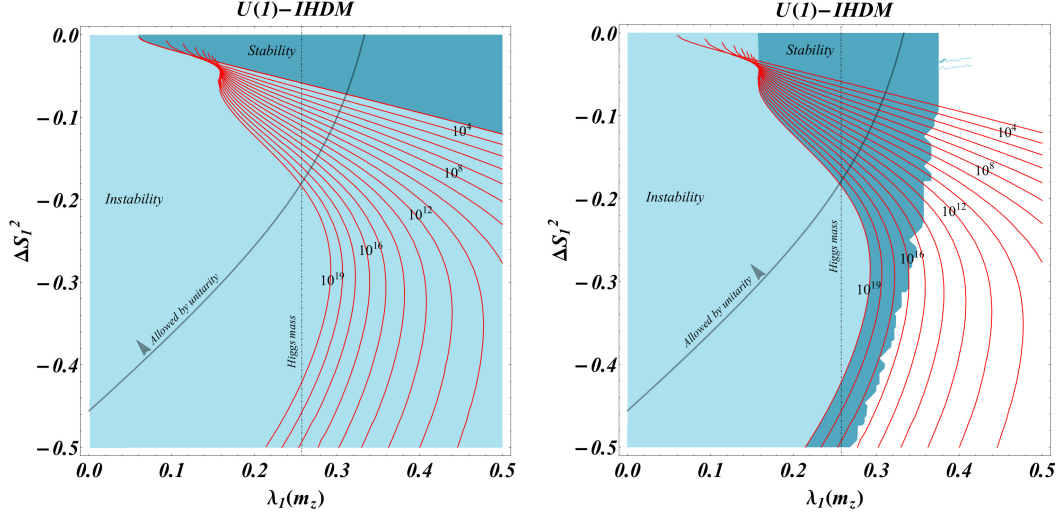 U(1)−IHDM
0.0
−0.1
−0.2
−0.3
−0.4
−0.5
ΔS₁²
Stability
Instability
10⁴
10⁸
10¹²
10¹⁶
10¹⁹
Allowed by unitarity
Higgs mass
0.0 0.1 0.2 0.3 0.4 0.5
λ₁(m_z)
U(1)−IHDM
0.0
−0.1
−0.2
−0.3
−0.4
−0.5
ΔS₁²
Stability
Instability
10⁴
10⁸
10¹²
10¹⁶
10¹⁹
Higgs mass
Allowed by unitarity
0.0 0.1 0.2 0.3 0.4 0.5
λ₁(m_z)